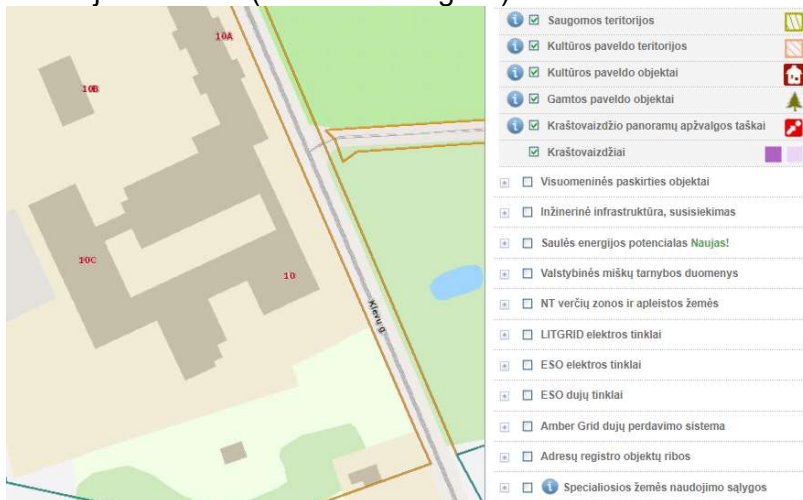 10A
10B
10C
10
Klevų g.
Saugomos teritorijos
Kultūros paveldo teritorijos
Kultūros paveldo objektai
Gamtos paveldo objektai
Kraštovaizdžio panoramų apžvalgos taškai
Kraštovaizdžiai
Visuomeninės paskirties objektai
Inžinerinė infrastruktūra, susisiekimas
Saulės energijos potencialas Naujas!
Valstybinės miškų tarnybos duomenys
NT verčių zonos ir apleistos žemės
LITGRID elektros tinklai
ESO elektros tinklai
ESO dujų tinklai
Amber Grid dujų perdavimo sistema
Adresų registro objektų ribos
Specialiosios žemės naudojimo sąlygos